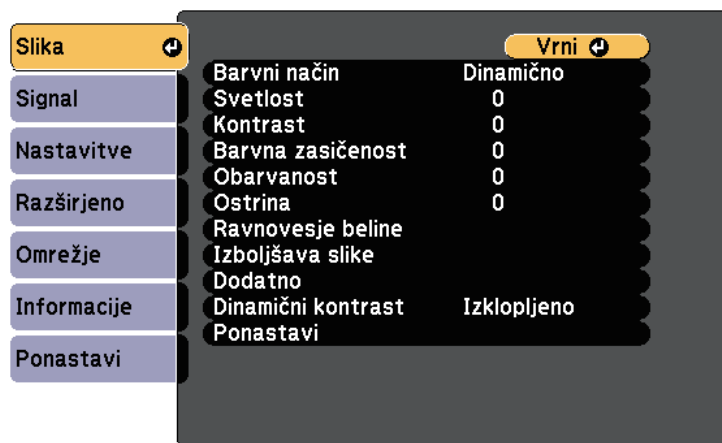 Slika
Signal
Nastavitve
Razširjeno
Omrežje
Informacije
Ponastavi
Vrni
Barvni način Dinamično
Svetlost 0
Kontrast 0
Barvna zasičenost 0
Obarvanost 0
Ostrina 0
Ravnovesje beline
Izboljšava slike
Dodatno
Dinamični kontrast Izklopljeno
Ponastavi